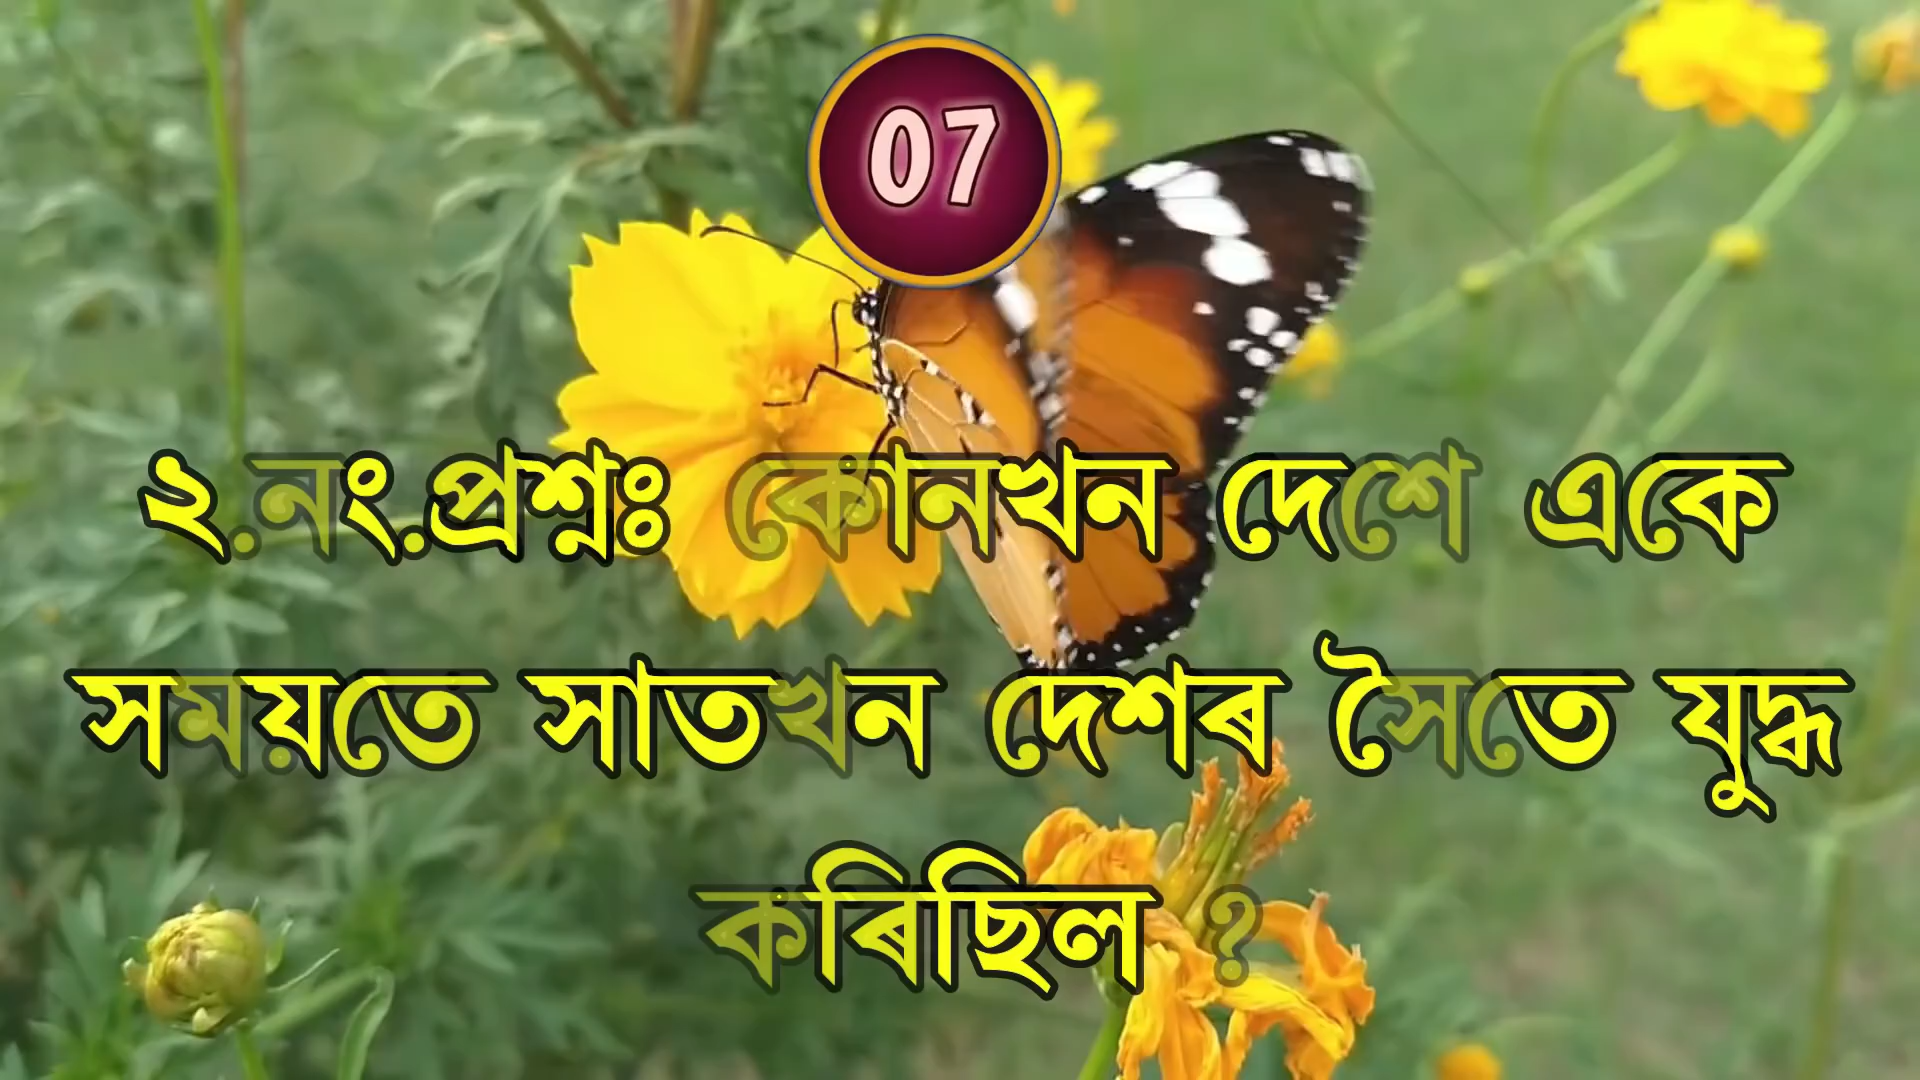 07
২.নং.প্ৰশ্নঃ কোনখন দেশে একে
সময়তে সাতখন দেশৰ সৈতে যুদ্ধ
কৰিছিল ?